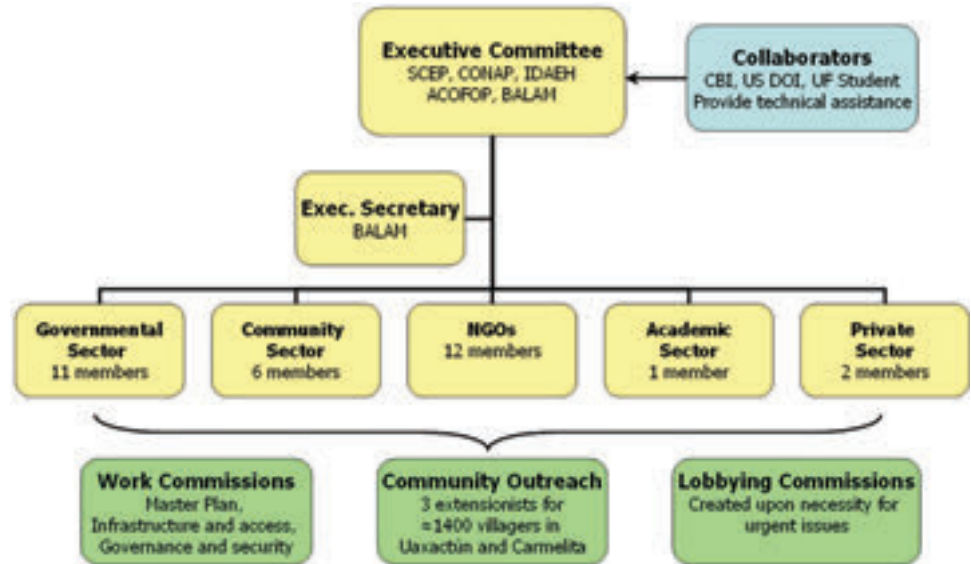 Executive Committee
SCEP, CONAP, IDAEH
ACOFOP, BALAM
Collaborators
CBI, US DOI, UF Student
Provide technical assistance
Exec. Secretary
BALAM
Governmental
Sector
11 members
Community
Sector
6 members
NGOs
12 members
Academic
Sector
1 member
Private
Sector
2 members
Work Commissions
Master Plan,
Infrastructure and access,
Governance and security
Community Outreach
3 extensionists for
≈1400 villagers in
Uaxactún and Carmelita
Lobbying Commissions
Created upon necessity for
urgent issues